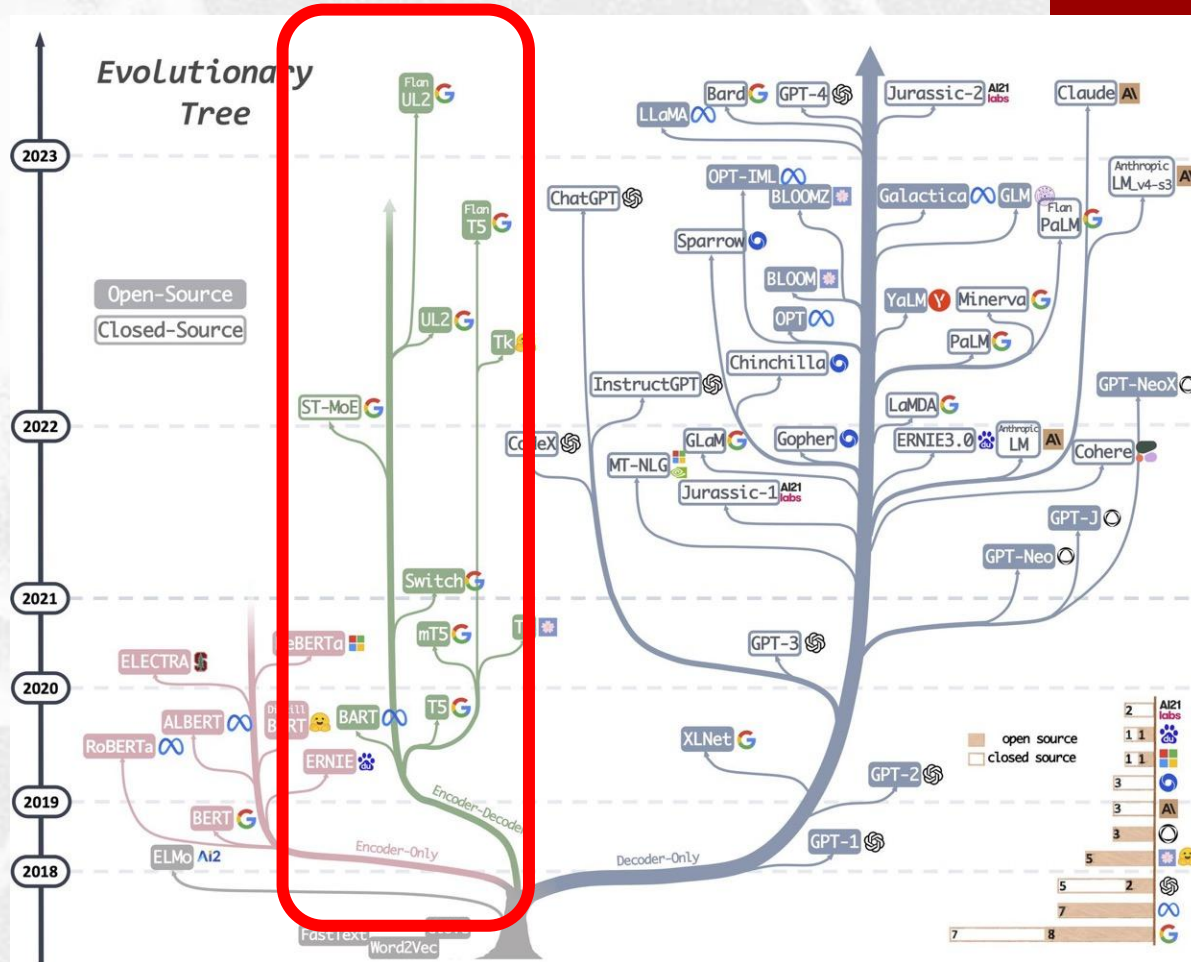 Evolutionary
Tree
2023
2022
2021
2020
2019
2018
Open-Source
Closed-Source
Flan
UL2
Flan
T5
UL2
Tk
ST-MoE
Switch
mT5
T5
BART
DeBERTa
ELECTRA
ALBERT
Distill
BERT
RoBERTa
ERNIE
BERT
ELMo
AI2
Encoder-Only
Encoder-Decoder
Decoder-Only
FastText
Word2Vec
Bard
GPT-4
Jurassic-2
AI21
labs
Claude
A\
LLaMA
Anthropic
LM_v4-s3
A\
OPT-IML
BLOOMZ
Galactica
GLM
Flan
PaLM
ChatGPT
Sparrow
BLOOM
YaLM
Y
Minerva
OPT
PaLM
Chinchilla
InstructGPT
GPT-NeoX
LaMDA
CodeX
GLaM
Gopher
ERNIE3.0
Anthropic
LM
A\
Cohere
MT-NLG
Jurassic-1
AI21
labs
GPT-J
GPT-Neo
GPT-3
XLNet
GPT-2
GPT-1
open source
closed source
2
AI21
labs
1 1
1 1
3
3
A\
3
5
5 2
7
7 8